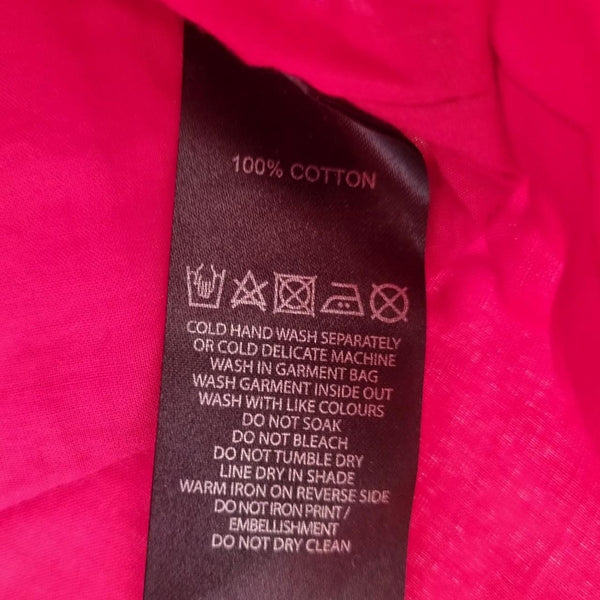 100% COTTON
COLD HAND WASH SEPARATELY
OR COLD DELICATE MACHINE
WASH IN GARMENT BAG
WASH GARMENT INSIDE OUT
WASH WITH LIKE COLOURS
DO NOT SOAK
DO NOT BLEACH
DO NOT TUMBLE DRY
LINE DRY IN SHADE
WARM IRON ON REVERSE SIDE
DO NOT IRON PRINT /
EMBELLISHMENT
DO NOT DRY CLEAN